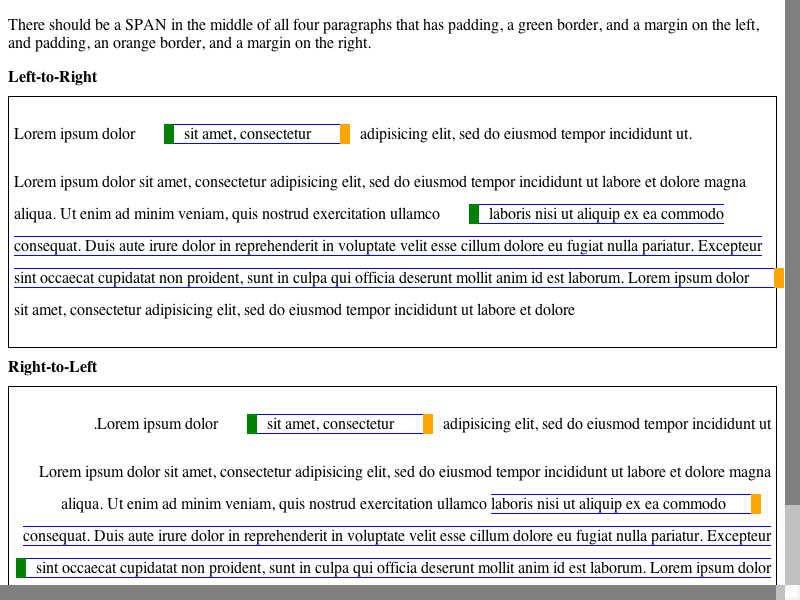 There should be a SPAN in the middle of all four paragraphs that has padding, a green border, and a margin on the left,
and padding, an orange border, and a margin on the right.
Left-to-Right
Lorem ipsum dolor sit amet, consectetur adipisicing elit, sed do eiusmod tempor incididunt ut.
Lorem ipsum dolor sit amet, consectetur adipisicing elit, sed do eiusmod tempor incididunt ut labore et dolore magna
aliqua. Ut enim ad minim veniam, quis nostrud exercitation ullamco laboris nisi ut aliquip ex ea commodo
consequat. Duis aute irure dolor in reprehenderit in voluptate velit esse cillum dolore eu fugiat nulla pariatur. Excepteur
sint occaecat cupidatat non proident, sunt in culpa qui officia deserunt mollit anim id est laborum. Lorem ipsum dolor
sit amet, consectetur adipisicing elit, sed do eiusmod tempor incididunt ut labore et dolore
Right-to-Left
.Lorem ipsum dolor sit amet, consectetur adipisicing elit, sed do eiusmod tempor incididunt ut
Lorem ipsum dolor sit amet, consectetur adipisicing elit, sed do eiusmod tempor incididunt ut labore et dolore magna
aliqua. Ut enim ad minim veniam, quis nostrud exercitation ullamco laboris nisi ut aliquip ex ea commodo
consequat. Duis aute irure dolor in reprehenderit in voluptate velit esse cillum dolore eu fugiat nulla pariatur. Excepteur
sint occaecat cupidatat non proident, sunt in culpa qui officia deserunt mollit anim id est laborum. Lorem ipsum dolor